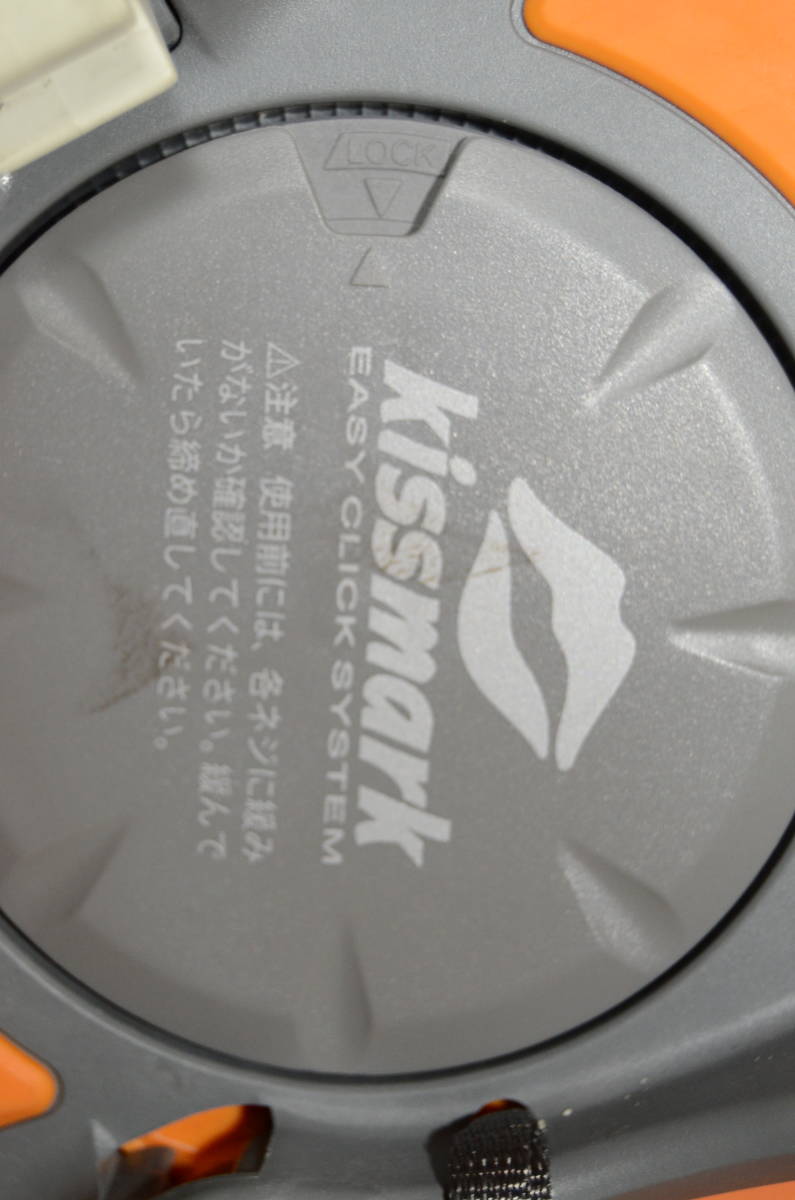 LOCK
kissmark
EASY CLICK SYSTEM
⚠注意 使用前には、各ネジに緩み
がないか確認してください。緩んで
いたら締め直してください。